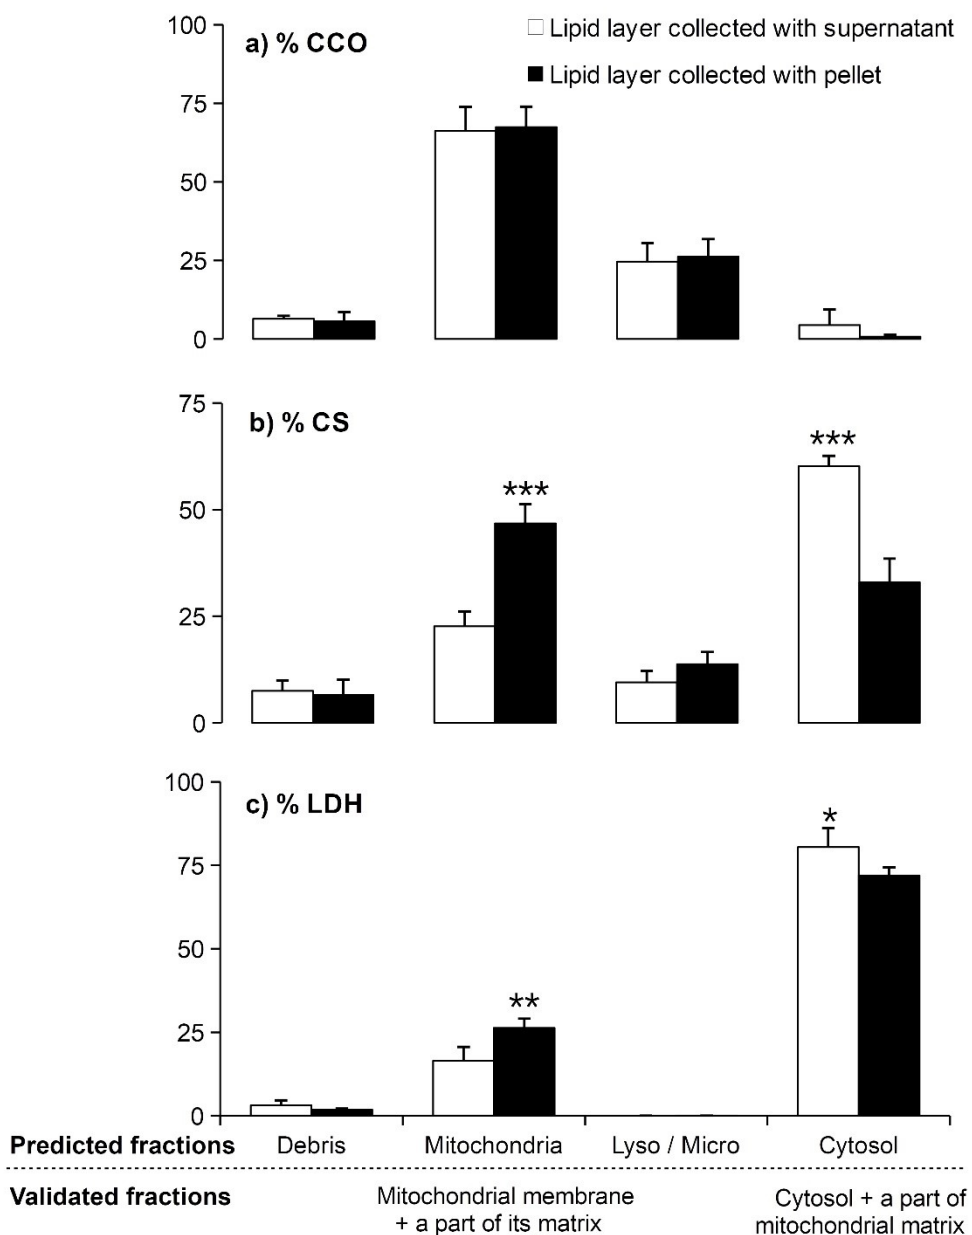 100
a) % CCO
Lipid layer collected with supernatant
Lipid layer collected with pellet
75
50
25
0
75
b) % CS
***
***
50
25
0
100
c) % LDH
*
75
50
**
25
0
Predicted fractions Debris Mitochondria Lyso / Micro Cytosol
Validated fractions Mitochondrial membrane Cytosol + a part of
+ a part of its matrix mitochondrial matrix